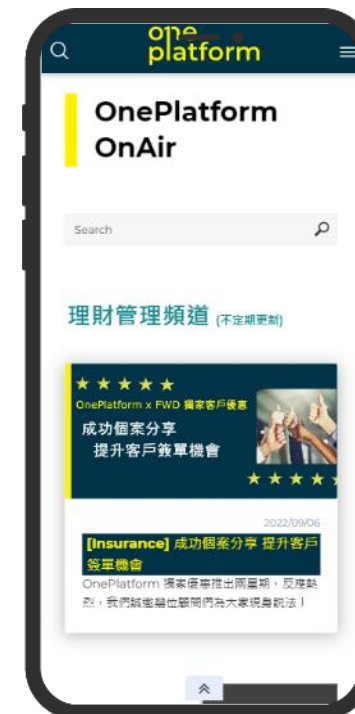 one
platform
OnePlatform
OnAir
Search
理財管理頻道 (不定期更新)
OnePlatform x FWD 獨家客戶優惠
成功個案分享
提升客戶簽單機會
2022/09/06
[Insurance] 成功個案分享 提升客戶
簽單機會
OnePlatform 獨家優惠推出兩星期，反應熱
烈，我們誠邀幾位顧問們為大家現身說法！